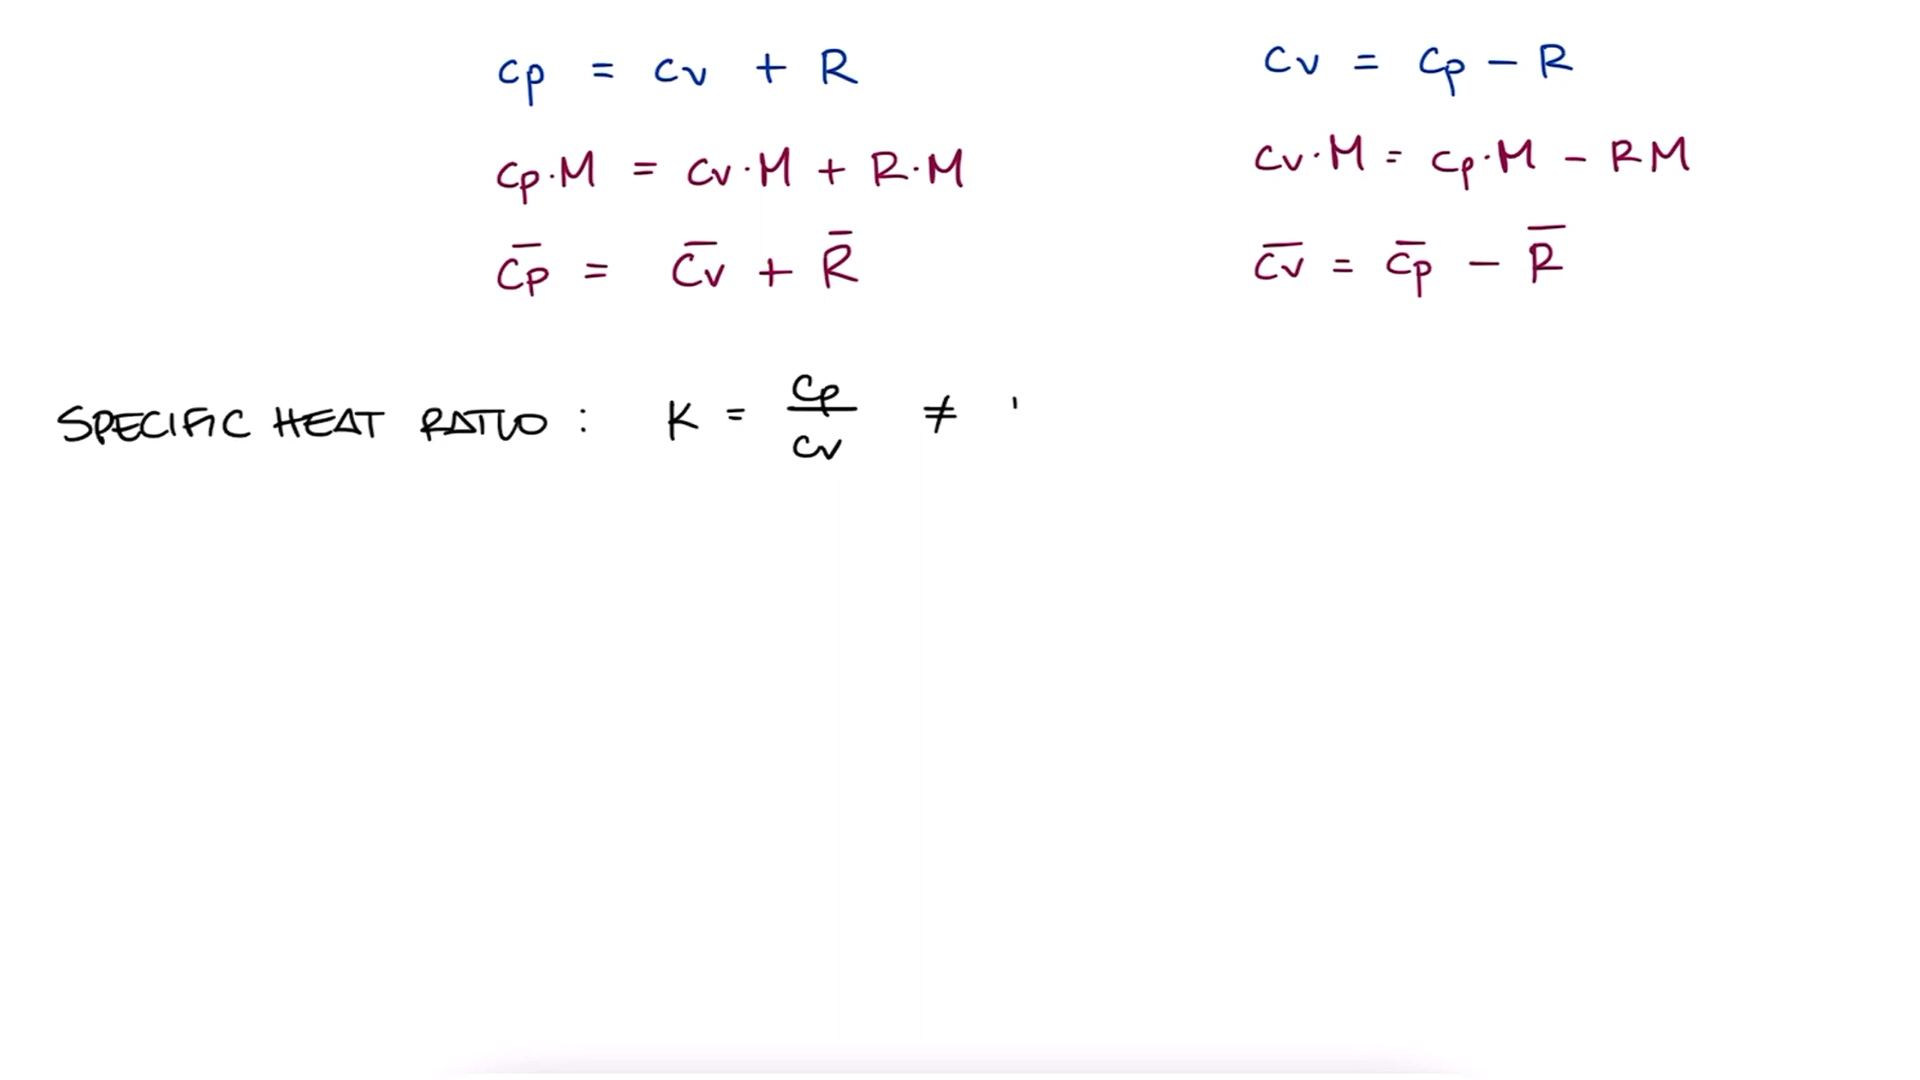 cp = cv + R
cv = cp - R
cp·M = cv·M + R·M
cv·M = cp·M - RM
c̅p = c̅v + R̅
c̅v = c̅p - R̅
SPECIFIC HEAT RATIO : K = cp/cv ≠